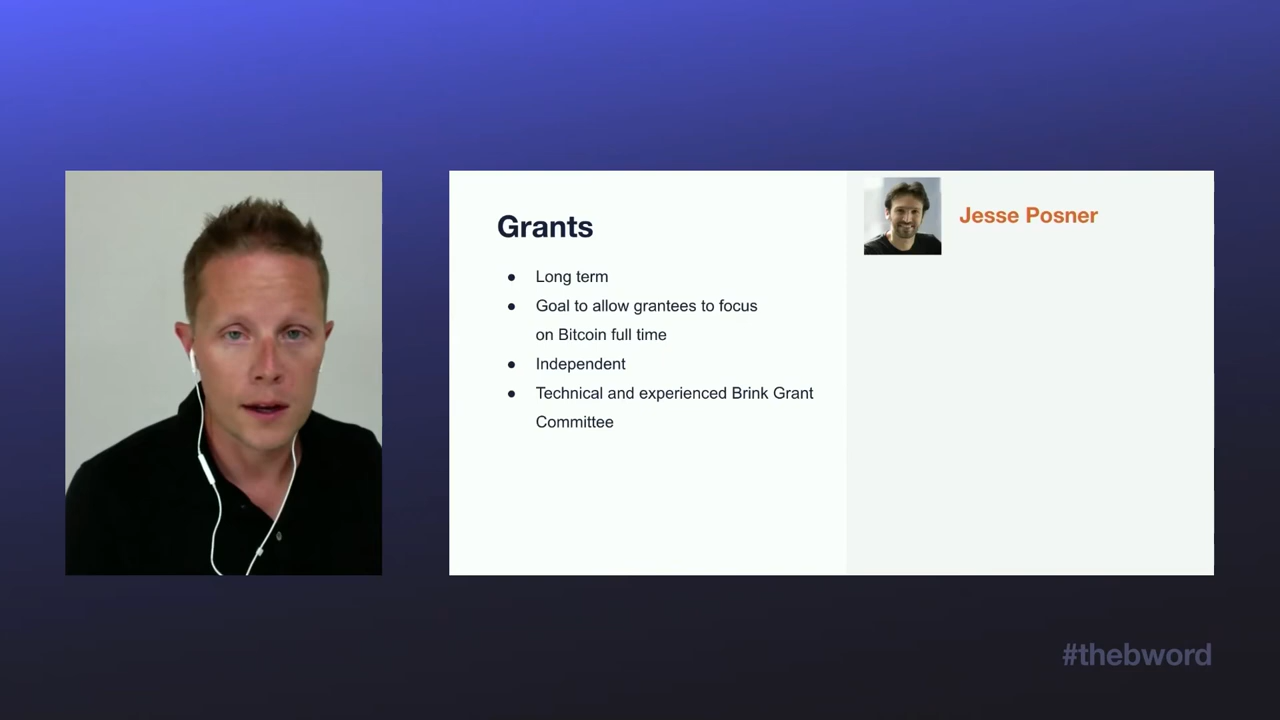 Grants
● Long term
● Goal to allow grantees to focus
on Bitcoin full time
● Independent
● Technical and experienced Brink Grant
Committee
Jesse Posner
#thebword